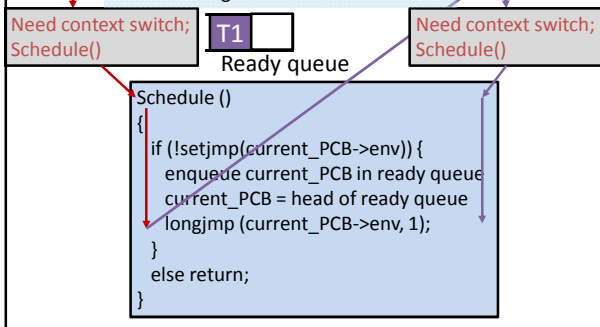 Need context switch;
Schedule()
T1
Ready queue
Need context switch;
Schedule()
Schedule ()
{
if (!setjmp(current_PCB->env)) {
enqueue current_PCB in ready queue
current_PCB = head of ready queue
longjmp (current_PCB->env, 1);
}
else return;
}